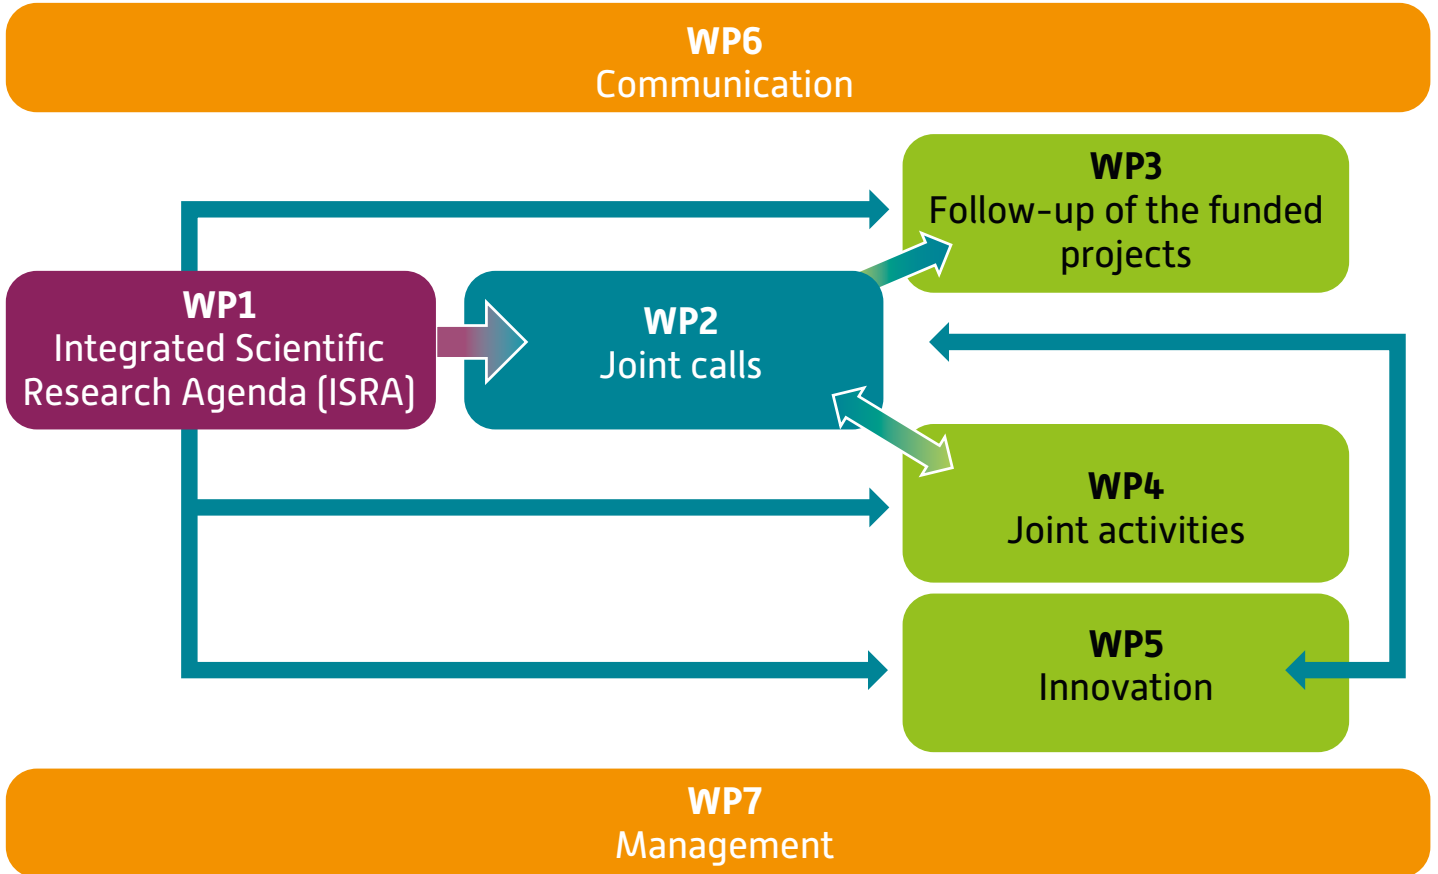 WP6
Communication
WP3
Follow-up of the funded
projects
WP1
Integrated Scientific
Research Agenda (ISRA)
WP2
Joint calls
WP4
Joint activities
WP5
Innovation
WP7
Management